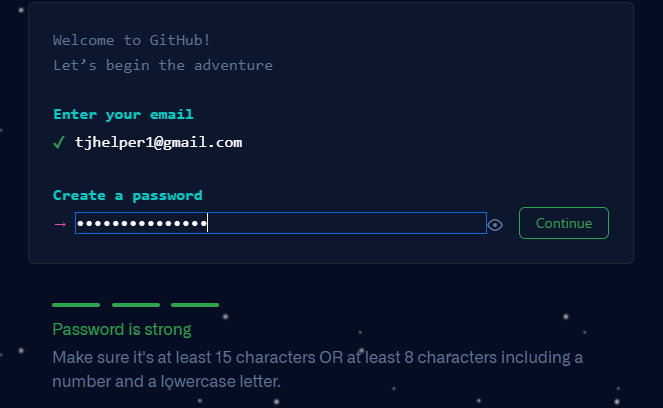 Welcome to GitHub!
Let’s begin the adventure
Enter your email
✓ tjhelper1@gmail.com
Create a password
→ •••••••••••••••
Continue
Password is strong
Make sure it's at least 15 characters OR at least 8 characters including a
number and a lowercase letter.